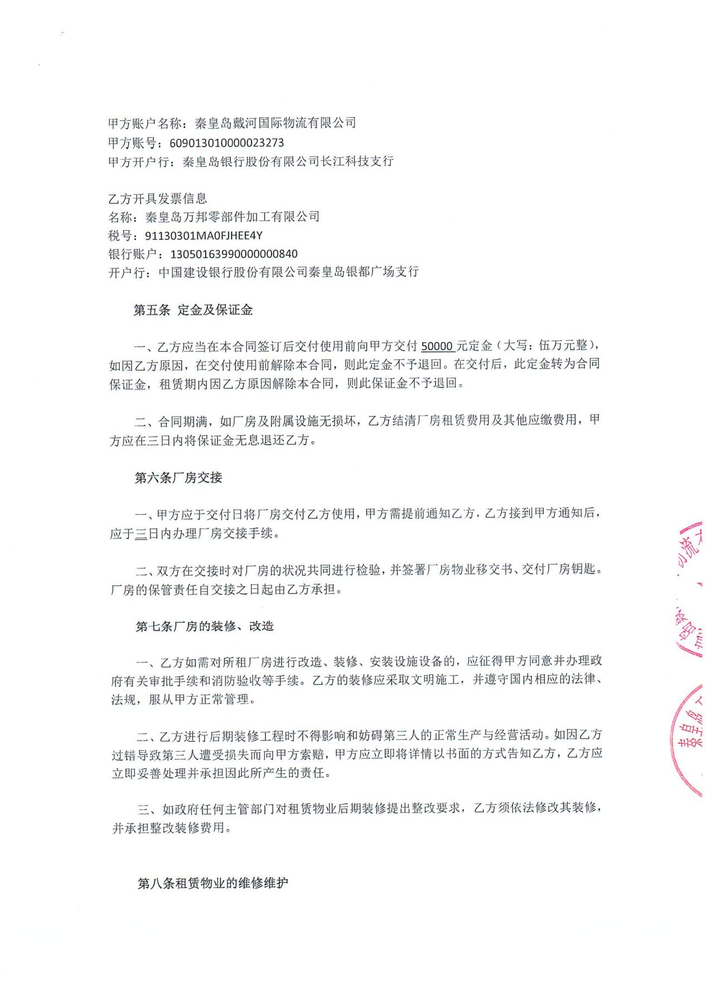 甲方账户名称：秦皇岛戴河国际物流有限公司
甲方账号：609013010000023273
甲方开户行：秦皇岛银行股份有限公司长江科技支行
乙方开具发票信息
名称：秦皇岛万邦零部件加工有限公司
税号：91130301MA0FJHEE4Y
银行账户：13050163990000000840
开户行：中国建设银行股份有限公司秦皇岛银都广场支行
第五条 定金及保证金
一、乙方应当在本合同签订后交付使用前向甲方交付 50000 元定金（大写：伍万元整），
如因乙方原因，在交付使用前解除本合同，则此定金不予退回。在交付后，此定金转为合同
保证金，租赁期内因乙方原因解除本合同，则此保证金不予退回。
二、合同期满，如厂房及附属设施无损坏，乙方结清厂房租赁费用及其他应缴费用，甲
方应在三日内将保证金无息退还乙方。
第六条厂房交接
一、甲方应于交付日将厂房交付乙方使用，甲方需提前通知乙方，乙方接到甲方通知后，
应于三日内办理厂房交接手续。
二、双方在交接时对厂房的状况共同进行检验，并签署厂房物业移交书、交付厂房钥匙。
厂房的保管责任自交接之日起由乙方承担。
第七条厂房的装修、改造
一、乙方如需对所租厂房进行改造、装修、安装设施设备的，应征得甲方同意并办理政
府有关审批手续和消防验收等手续。乙方的装修应采取文明施工，并遵守国内相应的法律、
法规，服从甲方正常管理。
二、乙方进行后期装修工程时不得影响和妨碍第三人的正常生产与经营活动。如因乙方
过错导致第三人遭受损失而向甲方索赔，甲方应立即将详情以书面的方式告知乙方，乙方应
立即妥善处理并承担因此所产生的责任。
三、如政府任何主管部门对租赁物业后期装修提出整改要求，乙方须依法修改其装修，
并承担整改装修费用。
第八条租赁物业的维修维护
流
秦皇岛